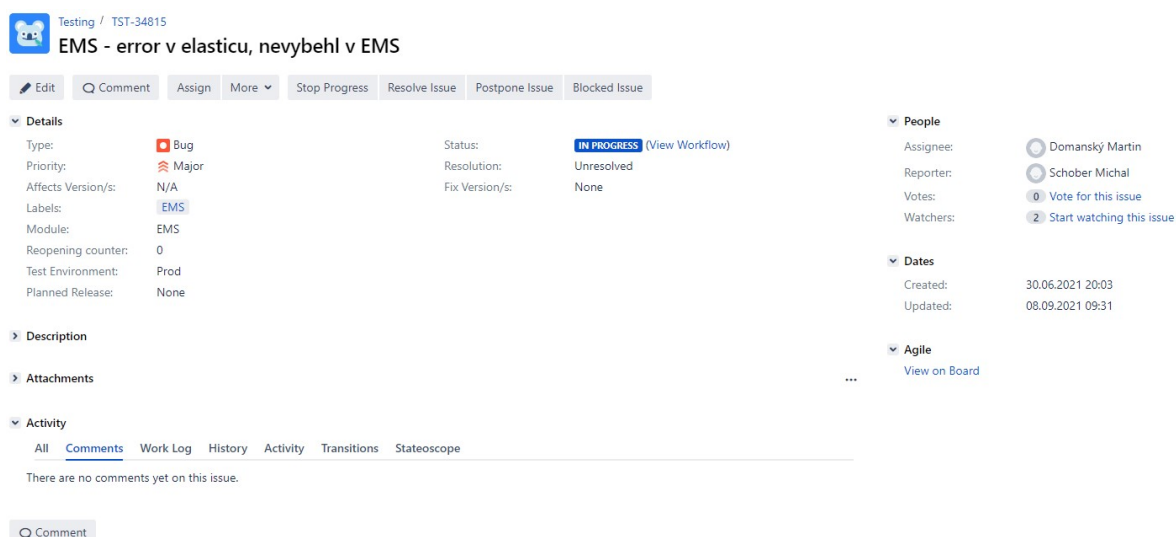 Testing / TST-34815
EMS - error v elasticu, nevybehl v EMS
Edit Comment Assign More Stop Progress Resolve Issue Postpone Issue Blocked Issue
Details
Type: Bug
Priority: Major
Affects Version/s: N/A
Labels: EMS
Module: EMS
Reopening counter: 0
Test Environment: Prod
Planned Release: None
Status: IN PROGRESS (View Workflow)
Resolution: Unresolved
Fix Version/s: None
Description
Attachments
...
Activity
All Comments Work Log History Activity Transitions Stateoscope
There are no comments yet on this issue.
Comment
People
Assignee: Domanský Martin
Reporter: Schober Michal
Votes: 0 Vote for this issue
Watchers: 2 Start watching this issue
Dates
Created: 30.06.2021 20:03
Updated: 08.09.2021 09:31
Agile
View on Board